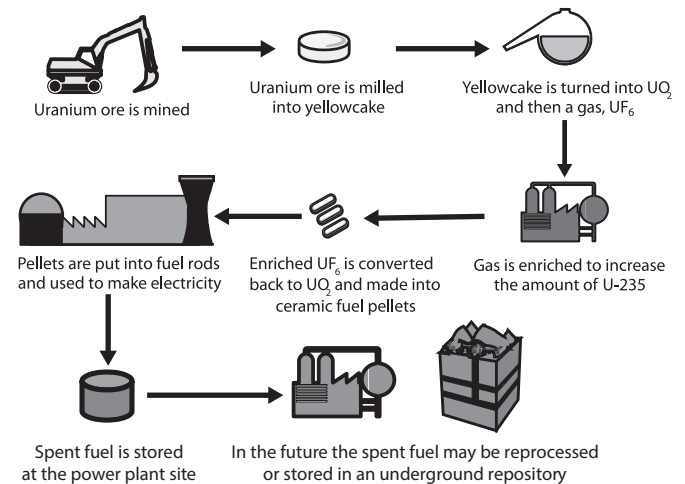 Uranium ore is mined
Uranium ore is milled
into yellowcake
Yellowcake is turned into UO₂
and then a gas, UF₆
Pellets are put into fuel rods
and used to make electricity
Enriched UF₆ is converted
back to UO₂ and made into
ceramic fuel pellets
Gas is enriched to increase
the amount of U-235
Spent fuel is stored
at the power plant site
In the future the spent fuel may be reprocessed
or stored in an underground repository